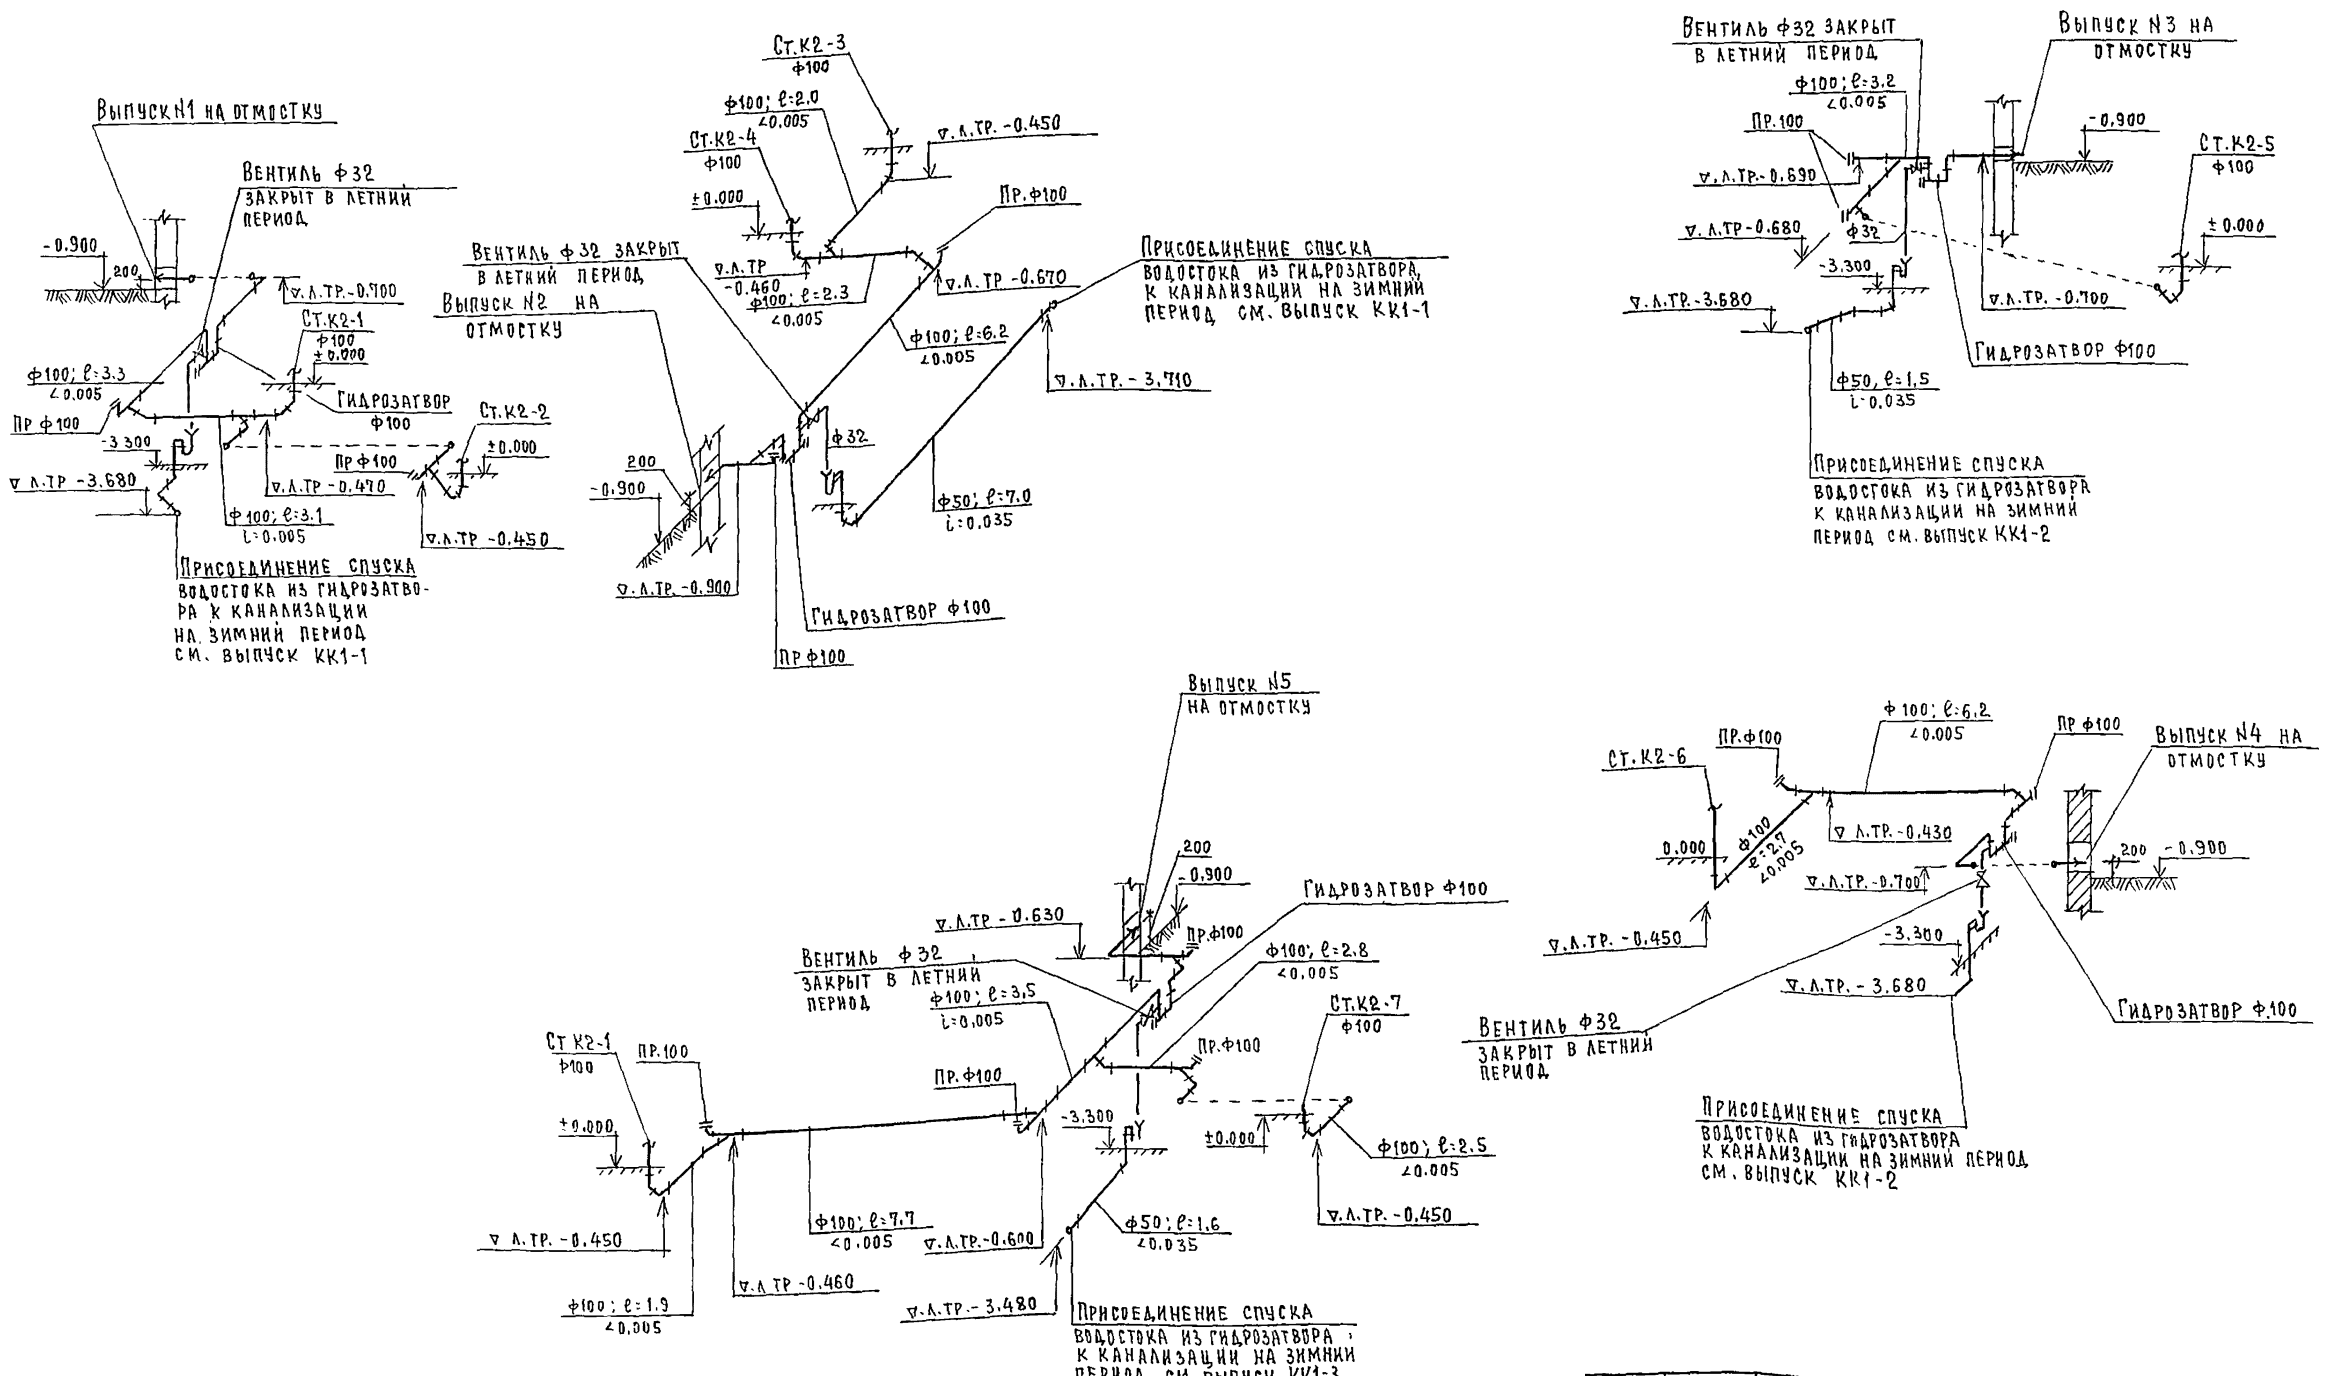 Выпуск N1 на отмостку
Вентиль ф32
закрыт в летний
период
-0.900
200
▽.Л.ТР.-0.700
Ст.К2-1
ф100
±0.000
ф100; ℓ=3.3
∠0.005
Гидрозатвор
ф100
Пр ф100
Ст.К2-2
-3.300
Пр ф100
±0.000
▽ Л.ТР -3.680
▽.Л.ТР -0.470
ф100; ℓ=3.1
i=0.005
▽.Л.ТР -0.450
Присоединение спуска
водостока из гидрозатво-
ра к канализации
на зимний период
см. выпуск КК1-1
Ст.К2-3
ф100
ф100; ℓ=2.0
∠0.005
Ст.К2-4
ф100
▽.Л.ТР. -0.450
±0.000
Пр.ф100
Вентиль ф32 закрыт
в летний период
▽.Л.ТР
-0.460
▽.Л.ТР -0.670
ф100; ℓ=2.3
∠0.005
Присоединение спуска
водостока из гидрозатвора
к канализации на зимний
период см. выпуск КК1-1
Выпуск N2 на
отмостку
ф100; ℓ=6.2
∠0.005
▽.Л.ТР. -3.710
ф32
200
-0.900
ф50; ℓ=7.0
i=0.035
▽.Л.ТР. -0.900
Гидрозатвор ф100
Пр ф100
Вентиль ф32 закрыт
в летний период
Выпуск N3 на
отмостку
ф100; ℓ=3.2
∠0.005
Пр.100
-0.900
Ст.К2-5
ф100
▽.Л.ТР-0.690
▽.Л.ТР-0.680
ф32
±0.000
-3.300
▽.Л.ТР-3.680
▽.Л.ТР. -0.700
Гидрозатвор ф100
ф50, ℓ=1.5
i=0.035
Присоединение спуска
водостока из гидрозатвора
к канализации на зимний
период см. выпуск КК1-2
Выпуск N5
на отмостку
200
-0.900
Гидрозатвор ф100
▽.Л.ТР -0.630
Пр.ф100
Вентиль ф32
закрыт в летний
период
ф100; ℓ=2.8
∠0.005
ф100; ℓ=3.5
i=0.005
Ст.К2-7
ф100
Ст К2-1
ф100
Пр.100
Пр.ф100
Пр.ф100
-3.300
±0.000
±0.000
ф100; ℓ=2.5
∠0.005
▽ Л.ТР. -0.450
ф100; ℓ=7.7
∠0.005
▽.Л.ТР.-0.600
ф50; ℓ=1.6
∠0.035
▽.Л.ТР. -0.450
▽.Л.ТР -0.460
ф100; ℓ=1.9
∠0.005
▽.Л.ТР.-3.480
Присоединение спуска
водостока из гидрозатвора
к канализации на зимний
период см. выпуск КК1-3
ф100; ℓ=6.2
∠0.005
Пр.ф100
Пр ф100
Ст.К2-6
Выпуск N4 на
отмостку
ф100
ℓ=2.7
∠0.005
▽ Л.ТР.-0.430
0.000
200
-0.900
▽.Л.ТР.-0.700
▽.Л.ТР. -0.450
-3.300
▽.Л.ТР. -3.680
Гидрозатвор ф.100
Вентиль ф32
закрыт в летний
период
Присоединение спуска
водостока из гидрозатвора
к канализации на зимний период
см. выпуск КК1-2